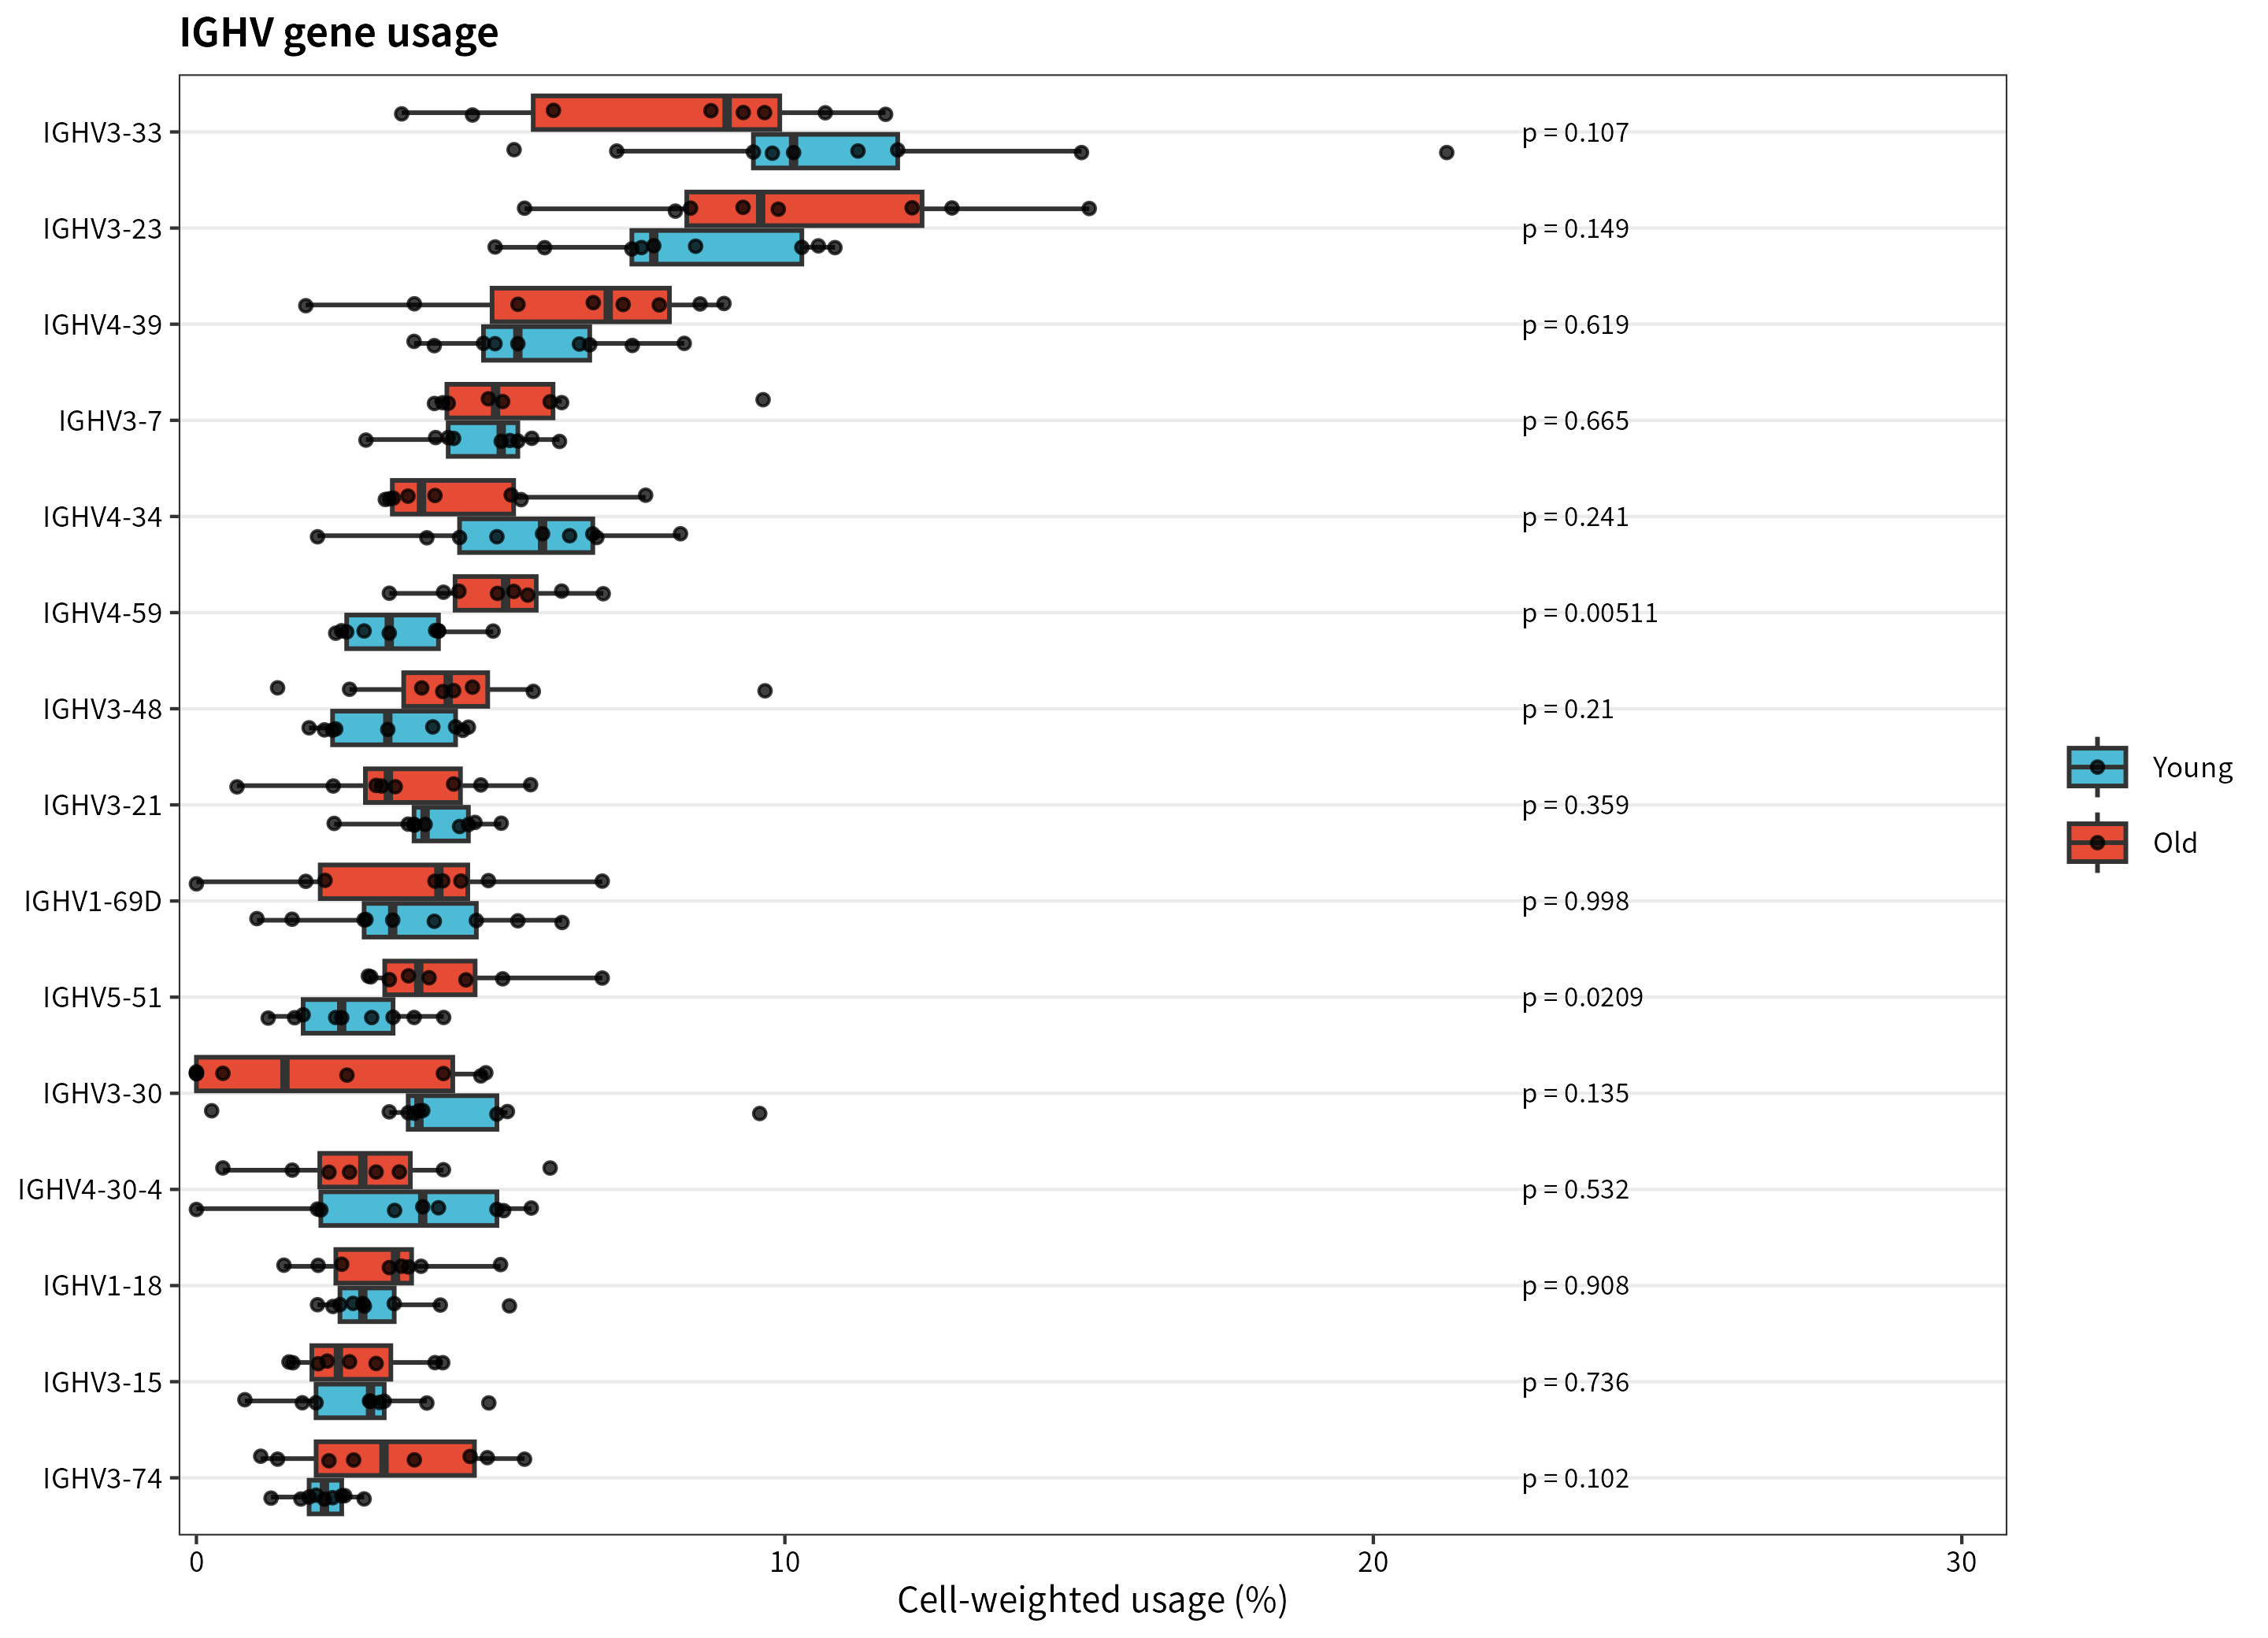 IGHV gene usage
IGHV3-33
p = 0.107
IGHV3-23
p = 0.149
IGHV4-39
p = 0.619
IGHV3-7
p = 0.665
IGHV4-34
p = 0.241
IGHV4-59
p = 0.00511
IGHV3-48
p = 0.21
Young
IGHV3-21
p = 0.359
Old
IGHV1-69D
p = 0.998
IGHV5-51
p = 0.0209
IGHV3-30
p = 0.135
IGHV4-30-4
p = 0.532
IGHV1-18
p = 0.908
IGHV3-15
p = 0.736
IGHV3-74
p = 0.102
0 10 20 30
Cell-weighted usage (%)